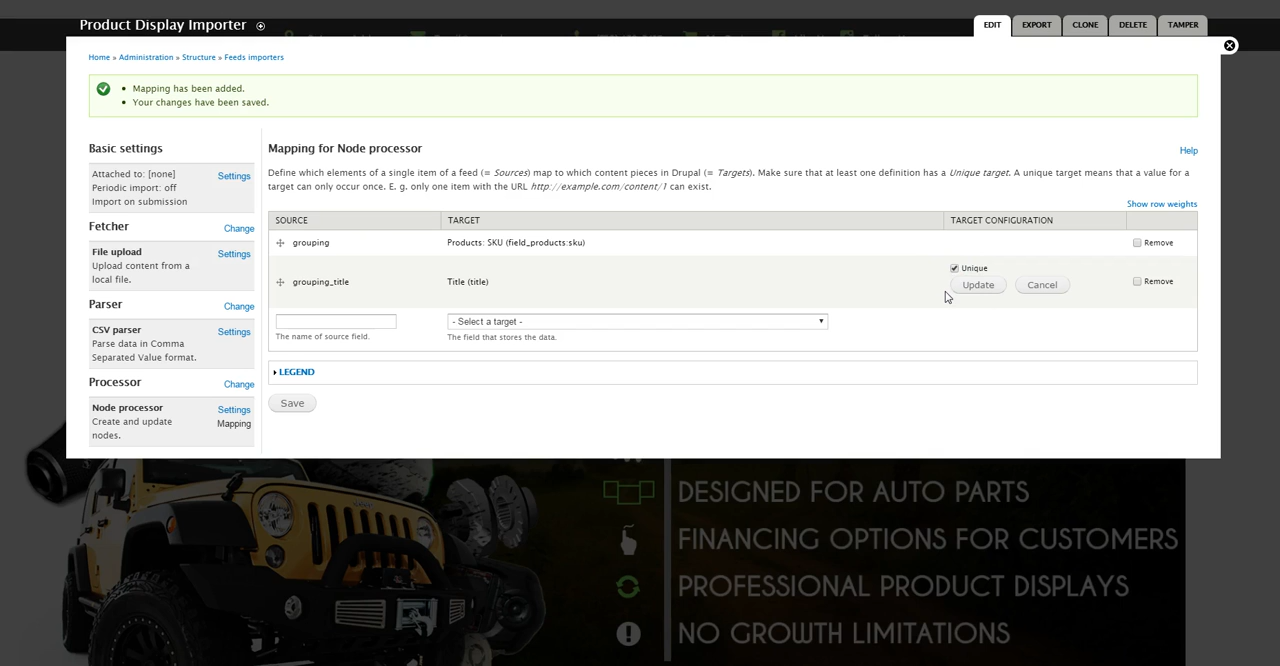 Product Display Importer
EDIT
EXPORT
CLONE
DELETE
TAMPER
Home » Administration » Structure » Feeds importers
Mapping has been added.
Your changes have been saved.
Basic settings
Attached to: [none]
Periodic import: off
Import on submission
Settings
Fetcher
Change
File upload
Settings
Upload content from a
local file.
Parser
Change
CSV parser
Settings
Parse data in Comma
Separated Value format.
Processor
Change
Node processor
Settings
Create and update
nodes.
Mapping
Mapping for Node processor
Help
Define which elements of a single item of a feed (= Sources) map to which content pieces in Drupal (= Targets). Make sure that at least one definition has a Unique target. A unique target means that a value for a
target can only occur once. E. g. only one item with the URL http://example.com/content/1 can exist.
Show row weights
SOURCE
TARGET
TARGET CONFIGURATION
grouping
Products: SKU (field_products:sku)
Remove
grouping_title
Title (title)
Unique
Update
Cancel
Remove
- Select a target -
The name of source field.
The field that stores the data.
LEGEND
Save
DESIGNED FOR AUTO PARTS
FINANCING OPTIONS FOR CUSTOMERS
PROFESSIONAL PRODUCT DISPLAYS
NO GROWTH LIMITATIONS